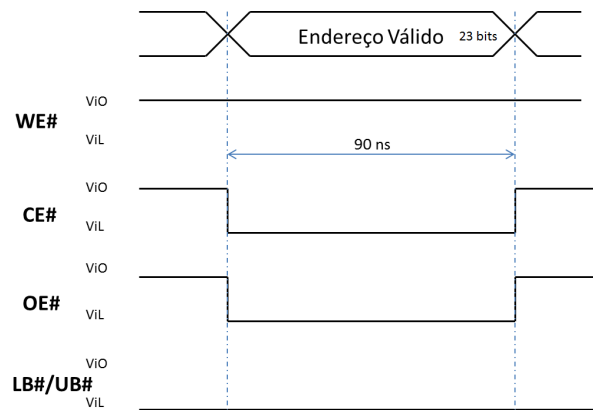 Endereço Válido 23 bits
ViO
WE#
ViL
90 ns
ViO
CE#
ViL
ViO
OE#
ViL
ViO
LB#/UB#
ViL